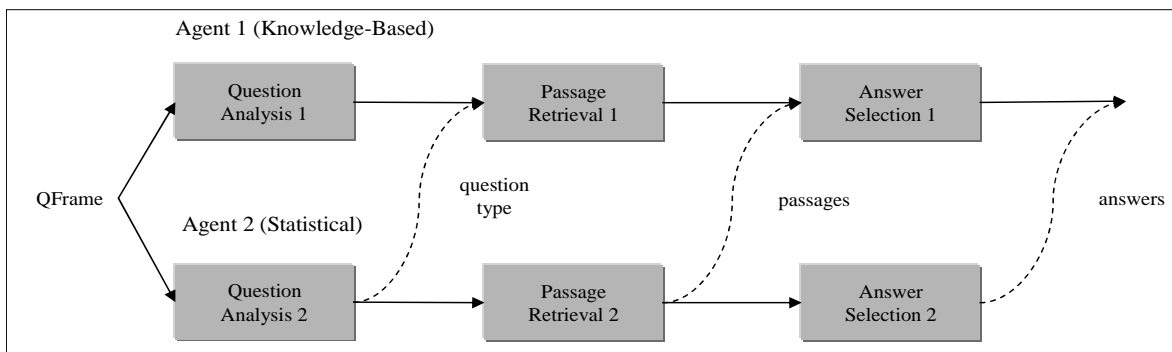 Agent 1 (Knowledge-Based)
Question
Analysis 1
Passage
Retrieval 1
Answer
Selection 1
QFrame
question
type
passages
answers
Agent 2 (Statistical)
Question
Analysis 2
Passage
Retrieval 2
Answer
Selection 2